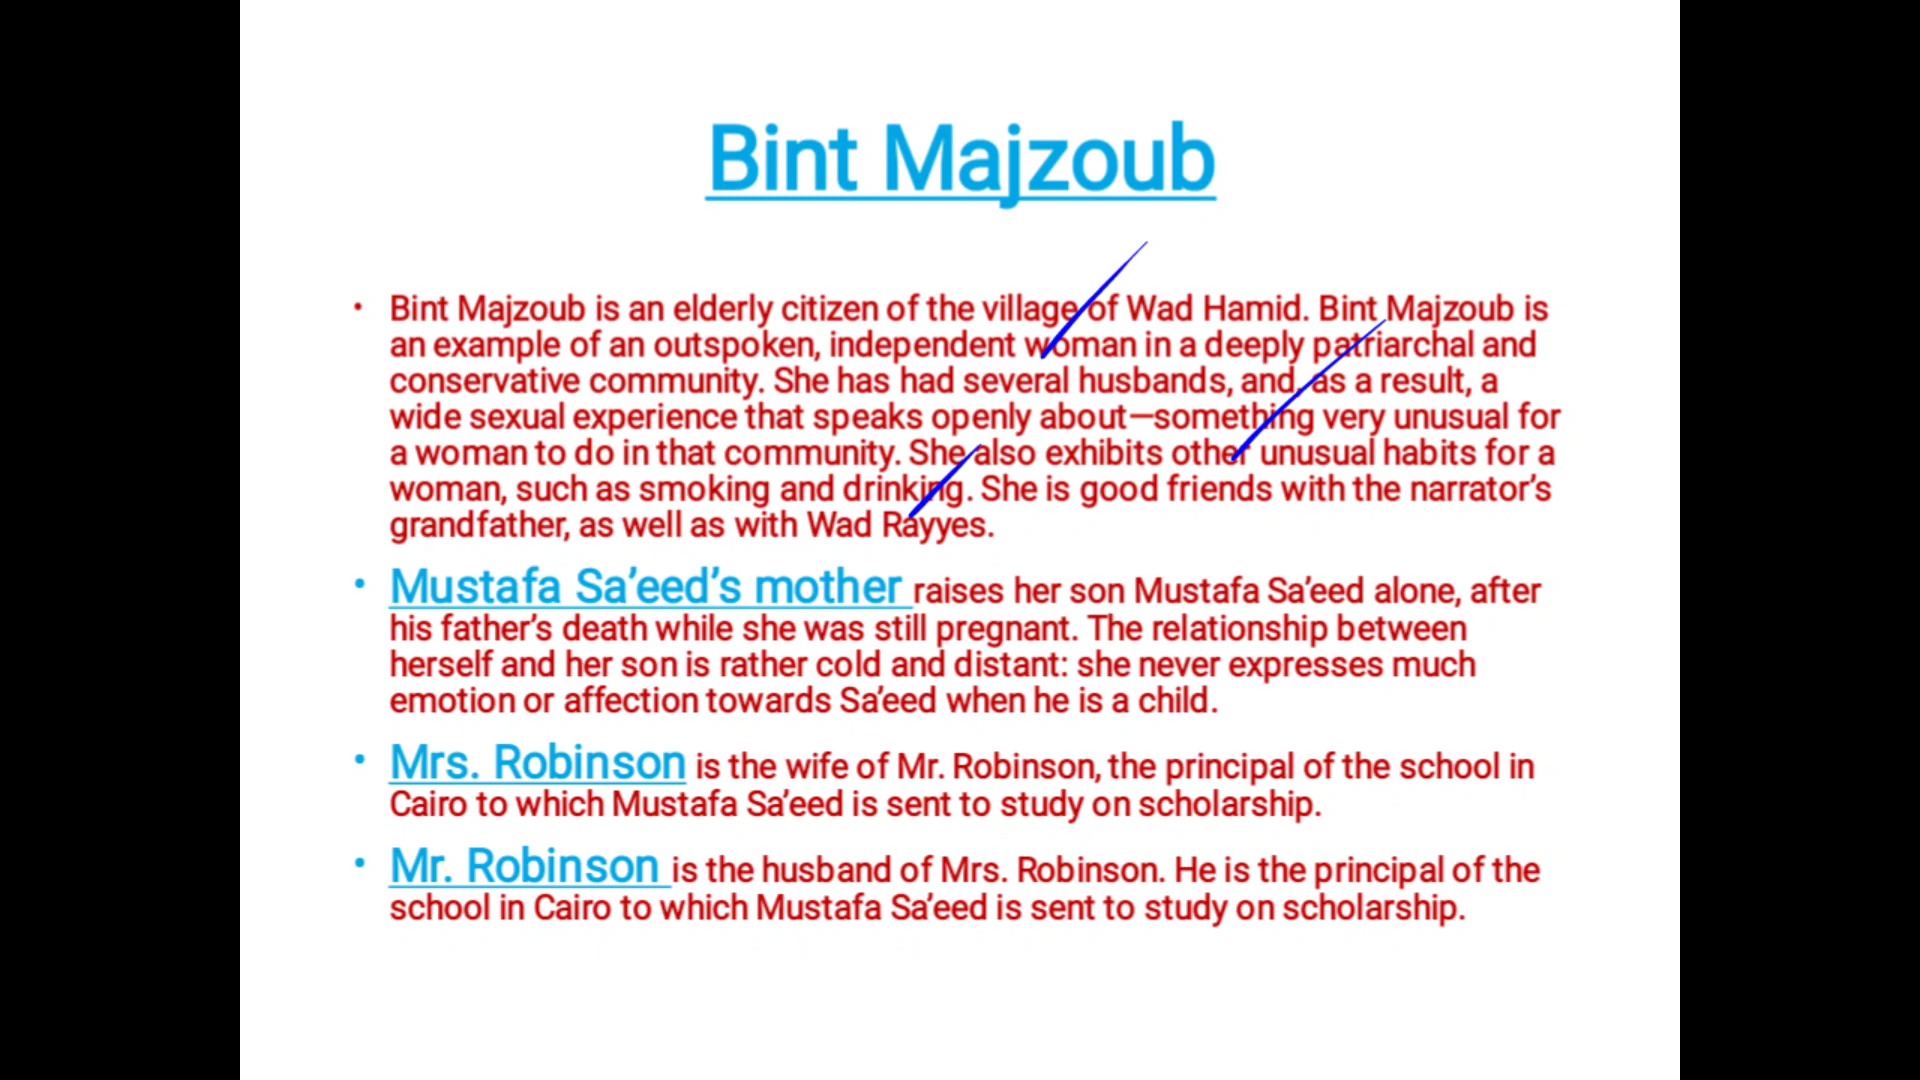 Bint Majzoub
• Bint Majzoub is an elderly citizen of the village of Wad Hamid. Bint Majzoub is
an example of an outspoken, independent woman in a deeply patriarchal and
conservative community. She has had several husbands, and, as a result, a
wide sexual experience that speaks openly about—something very unusual for
a woman to do in that community. She also exhibits other unusual habits for a
woman, such as smoking and drinking. She is good friends with the narrator’s
grandfather, as well as with Wad Rayyes.
• Mustafa Sa’eed’s mother raises her son Mustafa Sa’eed alone, after
his father’s death while she was still pregnant. The relationship between
herself and her son is rather cold and distant: she never expresses much
emotion or affection towards Sa’eed when he is a child.
• Mrs. Robinson is the wife of Mr. Robinson, the principal of the school in
Cairo to which Mustafa Sa’eed is sent to study on scholarship.
• Mr. Robinson is the husband of Mrs. Robinson. He is the principal of the
school in Cairo to which Mustafa Sa’eed is sent to study on scholarship.